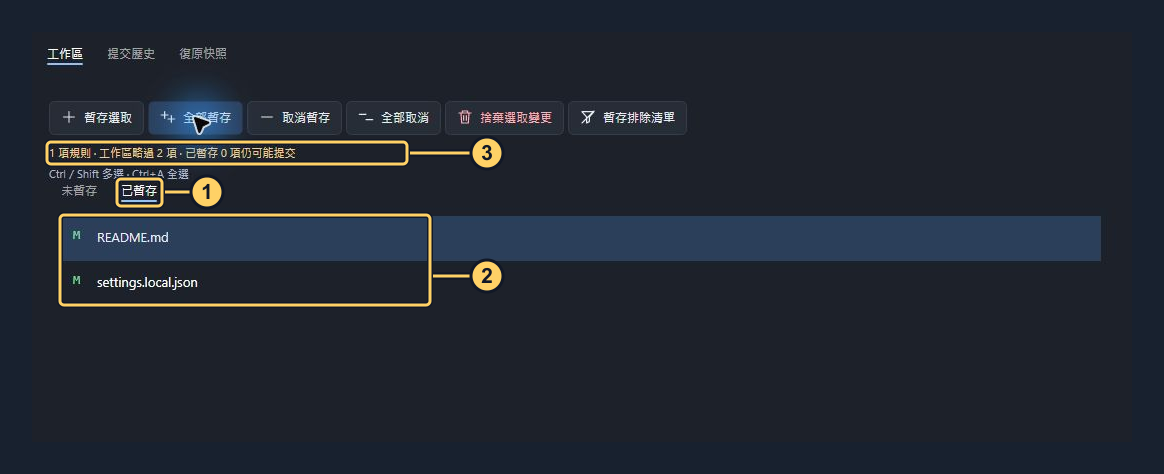 工作區 提交歷史 復原快照
暫存選取 全部暫存 取消暫存 全部取消 捨棄選取變更 暫存排除清單
1 項規則 · 工作區略過 2 項 · 已暫存 0 項仍可能提交
3
Ctrl / Shift 多選 · Ctrl+A 全選
未暫存 已暫存
1
M README.md
2
M settings.local.json